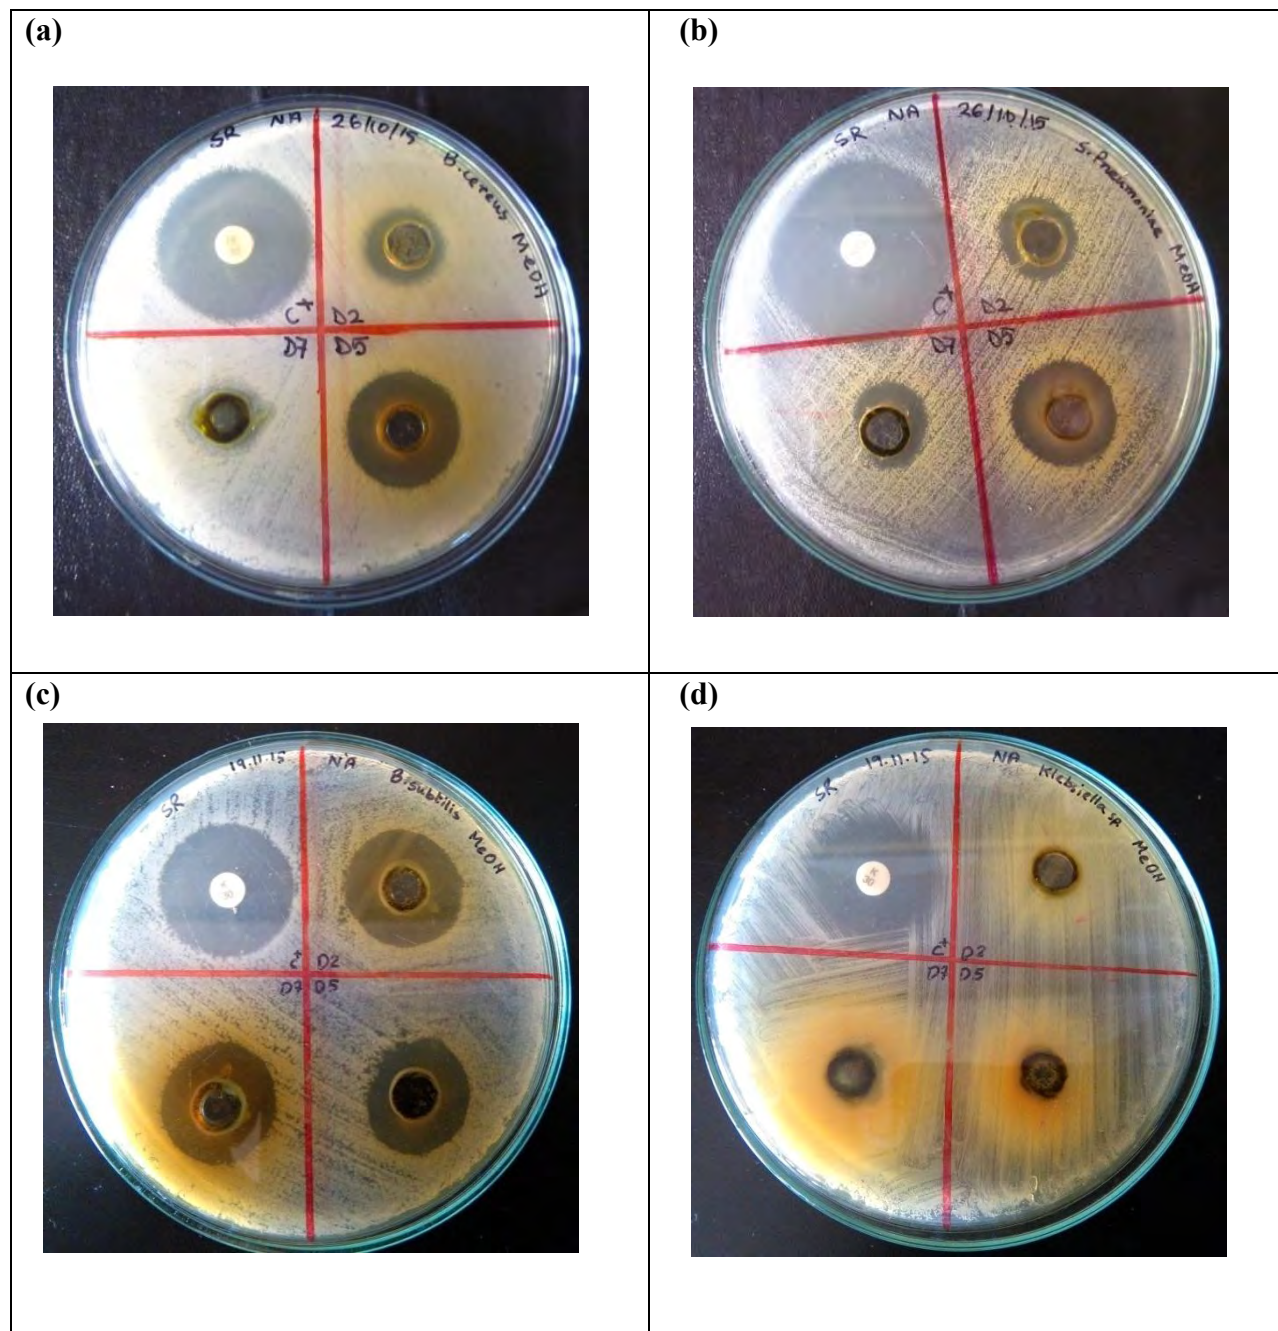 (a)
SR NA 26/10/15 B.cereus MeOH
C+ D2
D7 D5
(b)
SR NA 26/10/15 S.Pneumoniae MeOH
C+ D2
D7 D5
(c)
SR 19.11.15 NA B.subtilis MeOH
K
30
C+ D2
D7 D5
(d)
SR 19.11.15 NA Klebsiella sp MeOH
K
30
C+ D2
D7 D5